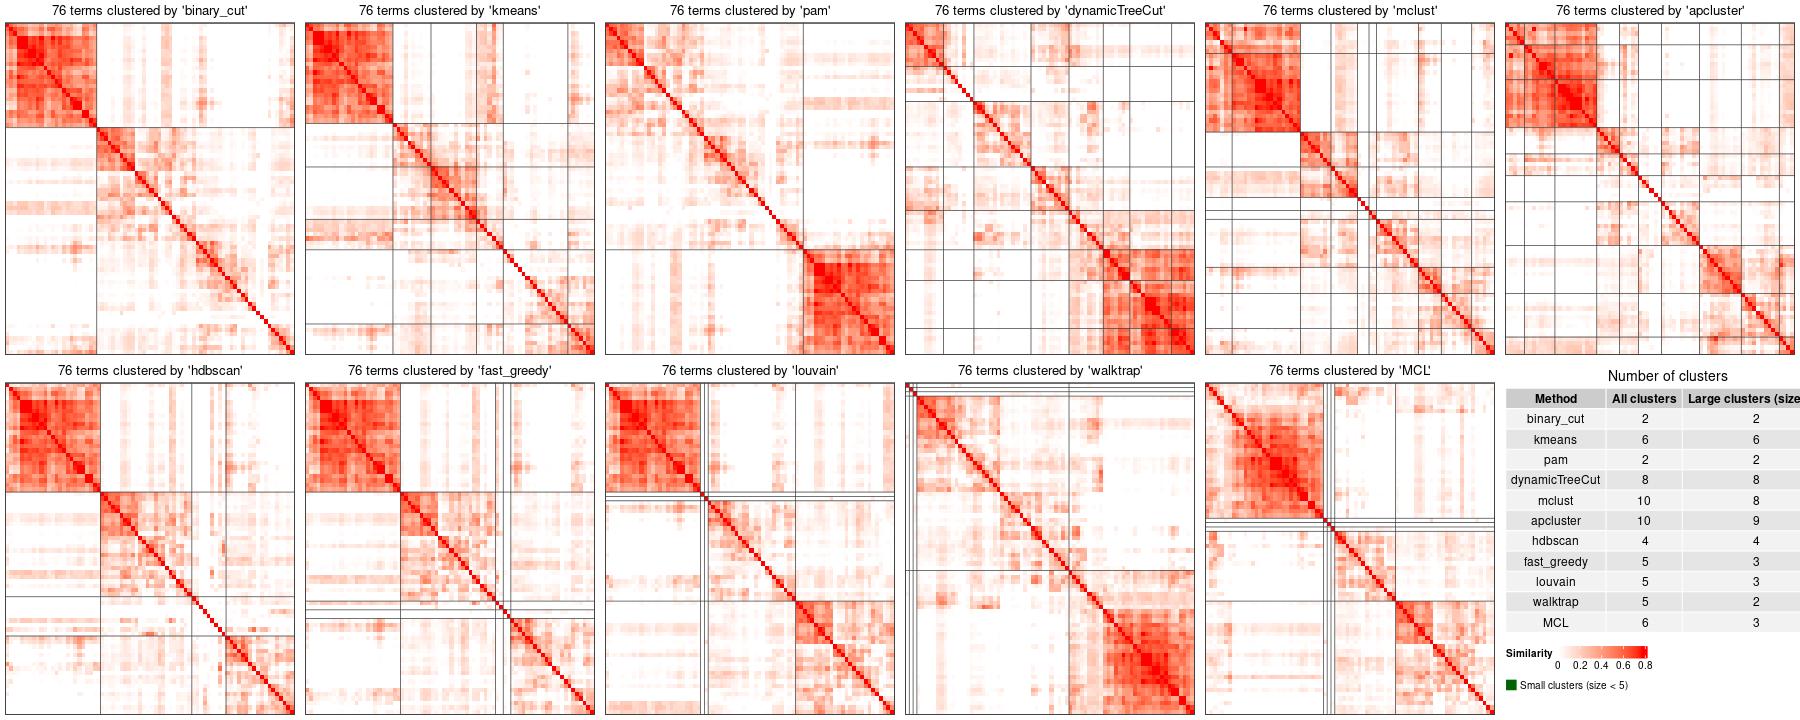 76 terms clustered by 'binary_cut'
76 terms clustered by 'kmeans'
76 terms clustered by 'pam'
76 terms clustered by 'dynamicTreeCut'
76 terms clustered by 'mclust'
76 terms clustered by 'apcluster'
76 terms clustered by 'hdbscan'
76 terms clustered by 'fast_greedy'
76 terms clustered by 'louvain'
76 terms clustered by 'walktrap'
76 terms clustered by 'MCL'
Number of clusters
Method All clusters Large clusters (size
binary_cut 2 2
kmeans 6 6
pam 2 2
dynamicTreeCut 8 8
mclust 10 8
apcluster 10 9
hdbscan 4 4
fast_greedy 5 3
louvain 5 3
walktrap 5 2
MCL 6 3
Similarity
0 0.2 0.4 0.6 0.8
Small clusters (size < 5)